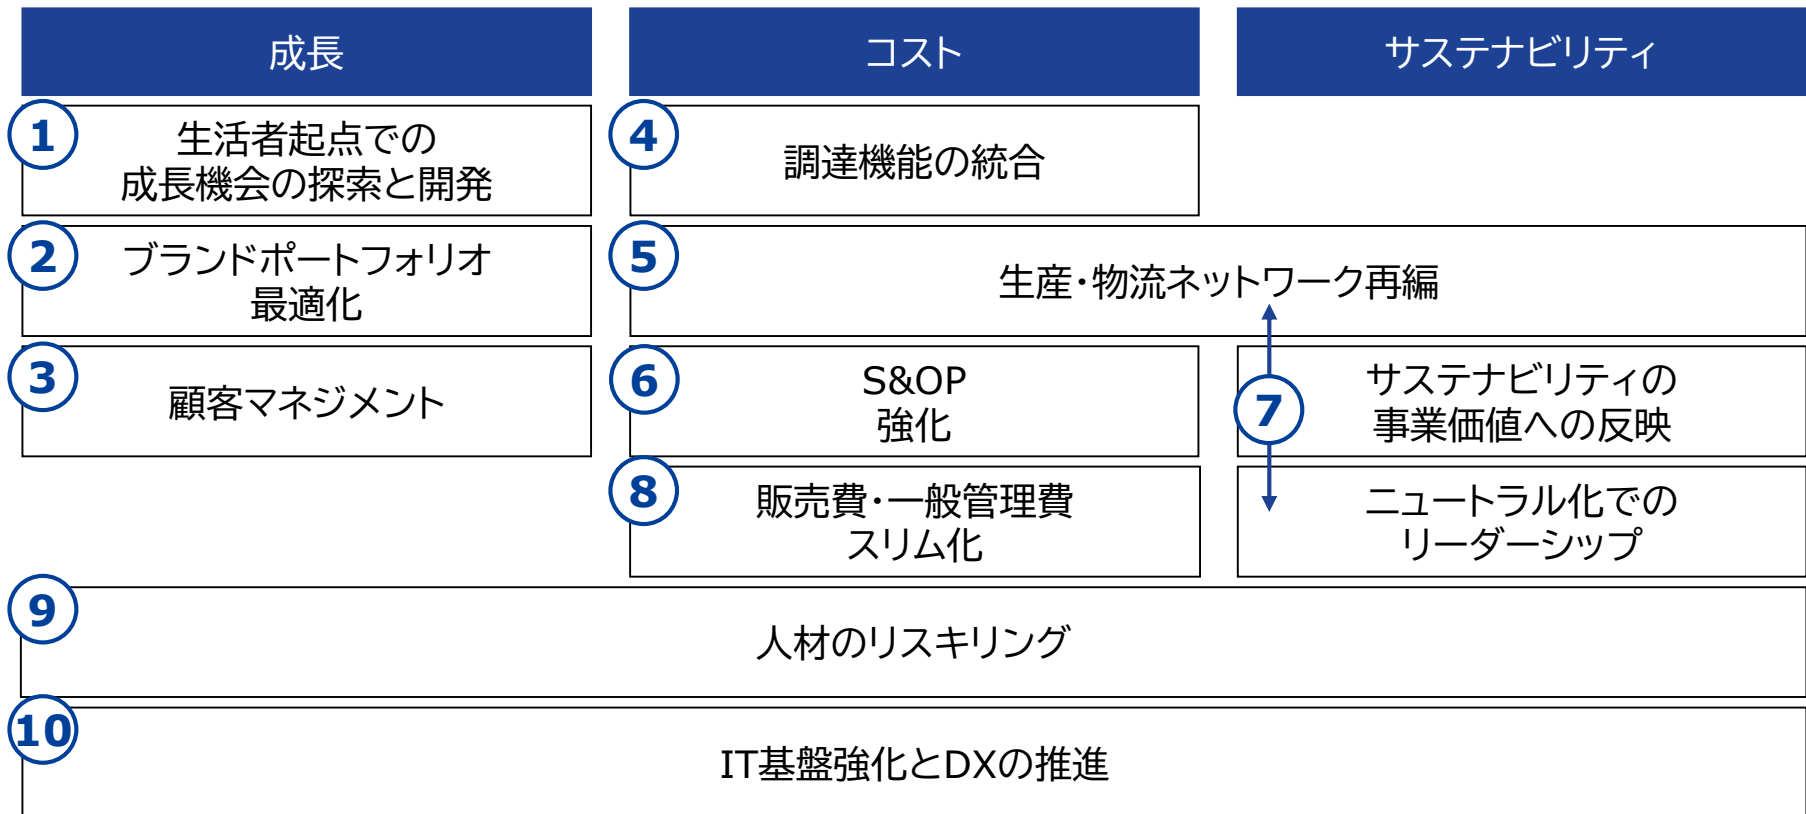 成長
コスト
サステナビリティ
1
生活者起点での
成長機会の探索と開発
4
調達機能の統合
2
ブランドポートフォリオ
最適化
5
生産・物流ネットワーク再編
3
顧客マネジメント
6
S&OP
強化
7
サステナビリティの
事業価値への反映
8
販売費・一般管理費
スリム化
ニュートラル化での
リーダーシップ
9
人材のリスキリング
10
IT基盤強化とDXの推進